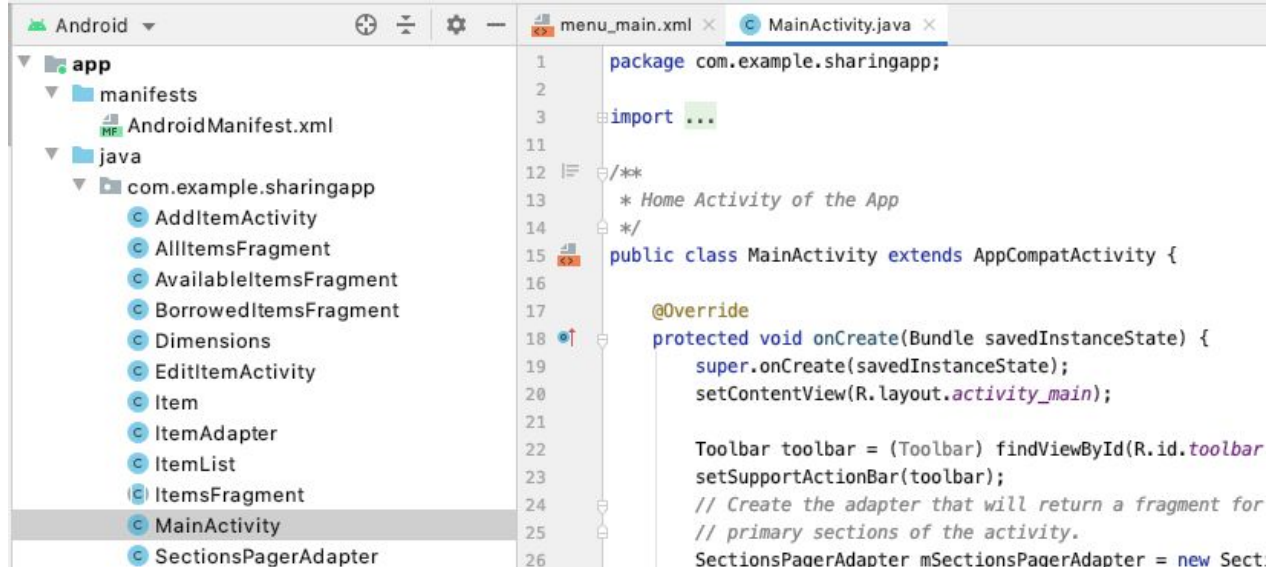 Android
app
manifests
AndroidManifest.xml
java
com.example.sharingapp
AddItemActivity
AllItemsFragment
AvailableItemsFragment
BorrowedItemsFragment
Dimensions
EditItemActivity
Item
ItemAdapter
ItemList
ItemsFragment
MainActivity
SectionsPagerAdapter
menu_main.xml MainActivity.java
1 package com.example.sharingapp;
2
3 import ...
11
12 /**
13 * Home Activity of the App
14 */
15 public class MainActivity extends AppCompatActivity {
16
17 @Override
18 protected void onCreate(Bundle savedInstanceState) {
19 super.onCreate(savedInstanceState);
20 setContentView(R.layout.activity_main);
21
22 Toolbar toolbar = (Toolbar) findViewById(R.id.toolbar
23 setSupportActionBar(toolbar);
24 // Create the adapter that will return a fragment for
25 // primary sections of the activity.
26 SectionsPagerAdapter mSectionsPagerAdapter = new Secti